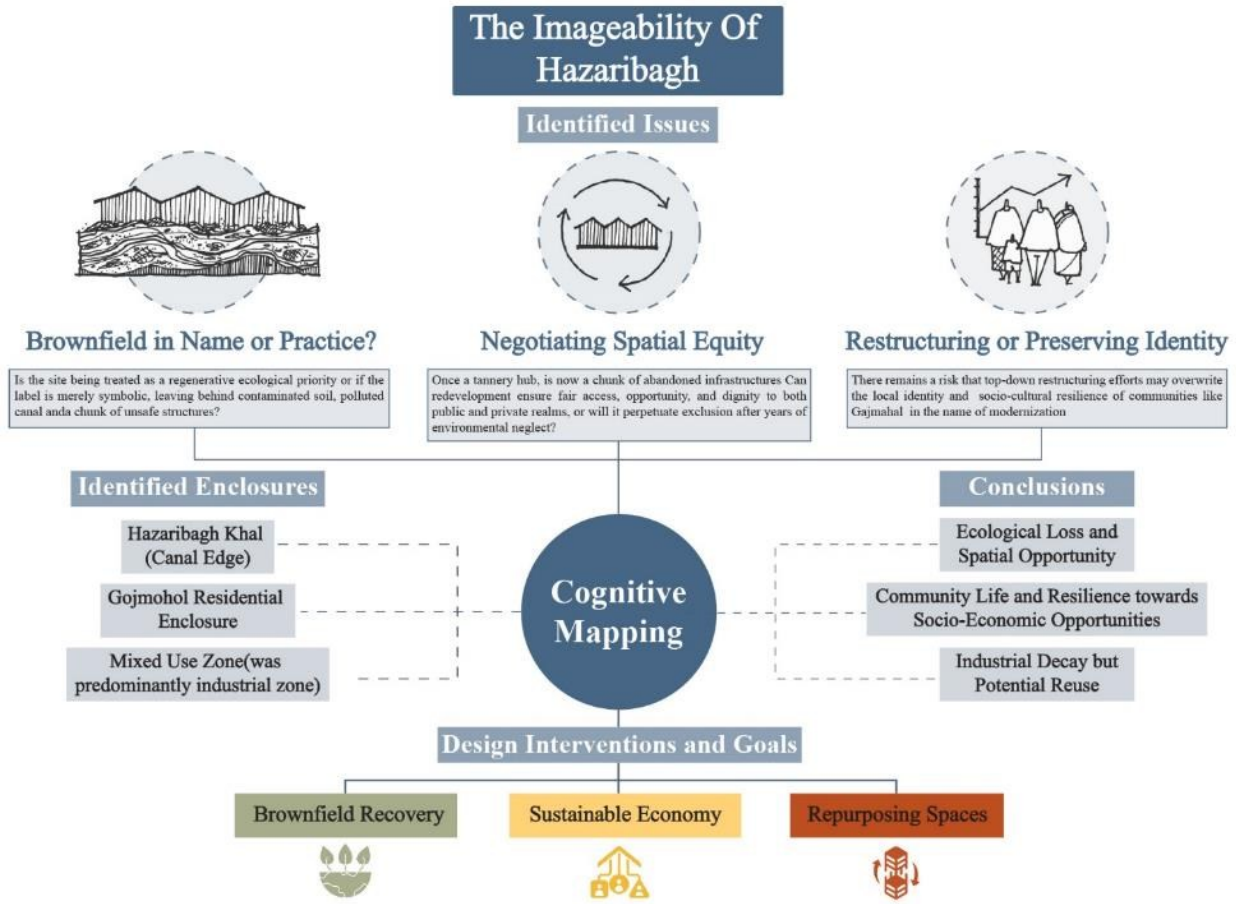 The Imageability Of
Hazaribagh
Identified Issues
Brownfield in Name or Practice?
Is the site being treated as a regenerative ecological priority or if the
label is merely symbolic, leaving behind contaminated soil, polluted
canal anda chunk of unsafe structures?
Negotiating Spatial Equity
Once a tannery hub, is now a chunk of abandoned infrastructures Can
redevelopment ensure fair access, opportunity, and dignity to both
public and private realms, or will it perpetuate exclusion after years of
environmental neglect?
Restructuring or Preserving Identity
There remains a risk that top-down restructuring efforts may overwrite
the local identity and socio-cultural resilience of communities like
Gajmahal in the name of modernization
Identified Enclosures
Hazaribagh Khal
(Canal Edge)
Gojmohol Residential
Enclosure
Mixed Use Zone(was
predominantly industrial zone)
Cognitive
Mapping
Conclusions
Ecological Loss and
Spatial Opportunity
Community Life and Resilience towards
Socio-Economic Opportunities
Industrial Decay but
Potential Reuse
Design Interventions and Goals
Brownfield Recovery
Sustainable Economy
Repurposing Spaces